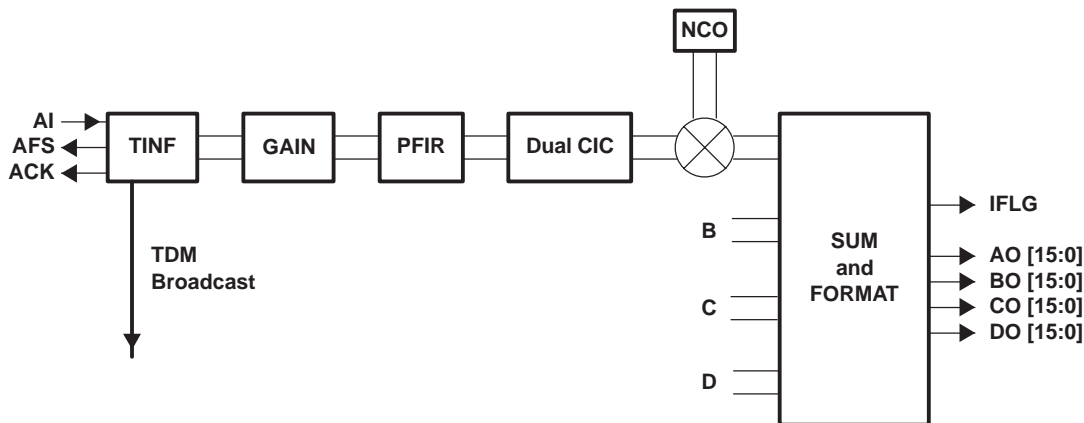 NCO
AI
AFS
ACK
TINF
GAIN
PFIR
Dual CIC
TDM
Broadcast
B
C
D
SUM
and
FORMAT
IFLG
AO [15:0]
BO [15:0]
CO [15:0]
DO [15:0]